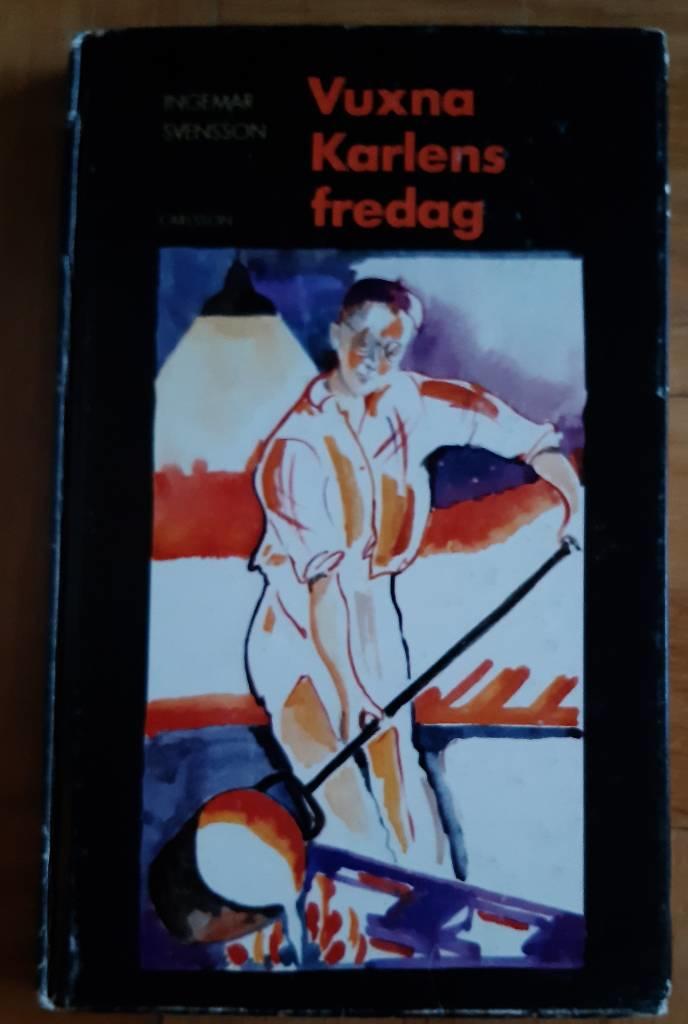 INGEMAR
SVENSSON
Vuxna
Karlens
fredag
CARLSSON